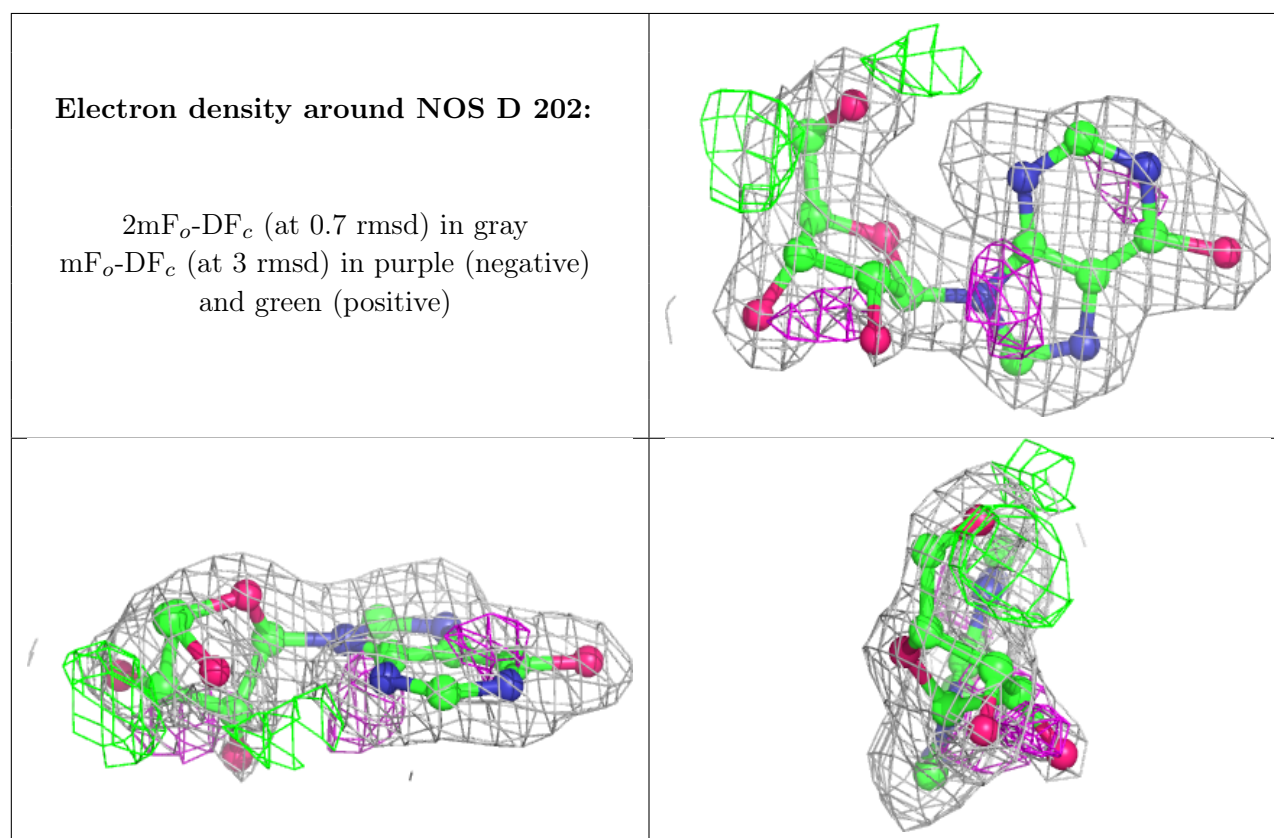 Electron density around NOS D 202:
2mFo-DFc (at 0.7 rmsd) in gray
mFo-DFc (at 3 rmsd) in purple (negative)
and green (positive)